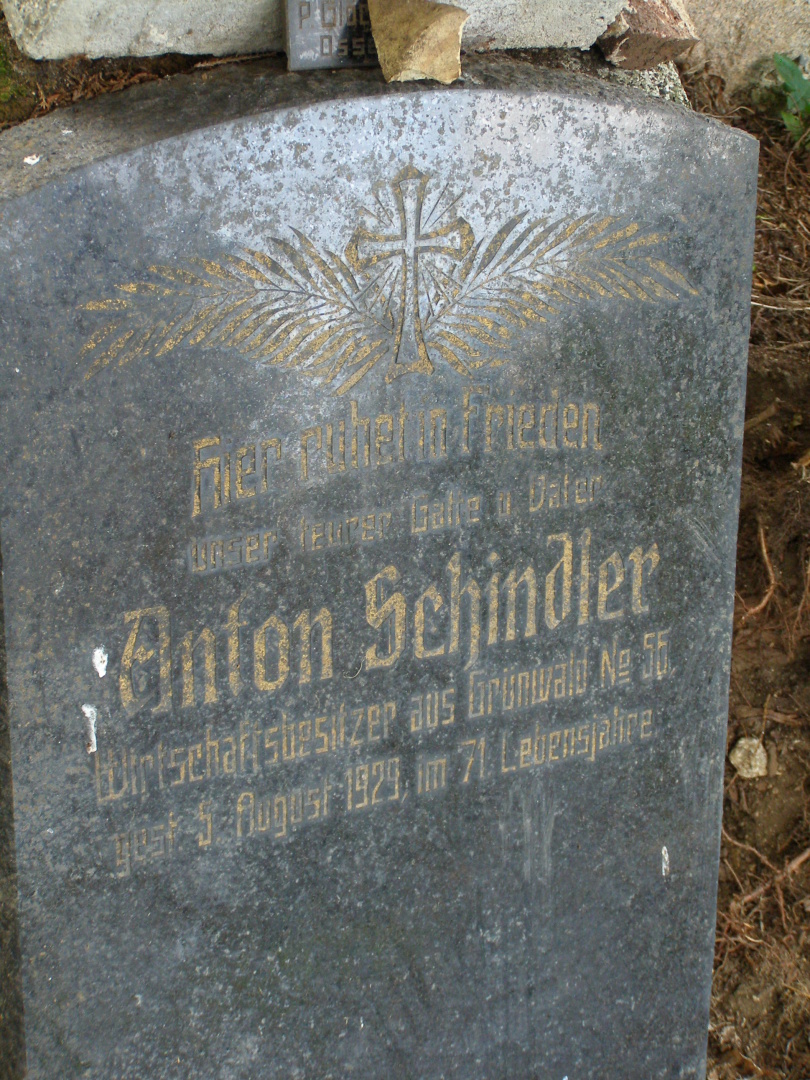 Hier ruhet in Frieden
unser teurer Gatte u. Vater
Anton Schindler
Wirtschaftsbesitzer aus Grünwald No 55,
gest. 5. August 1929, im 71. Lebensjahre.